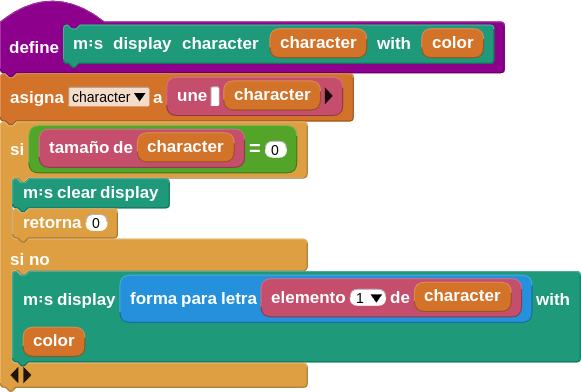 define m:s display character character with color
asigna character a une character
si tamaño de character = 0
m:s clear display
retorna 0
si no
m:s display forma para letra elemento 1 de character with
color